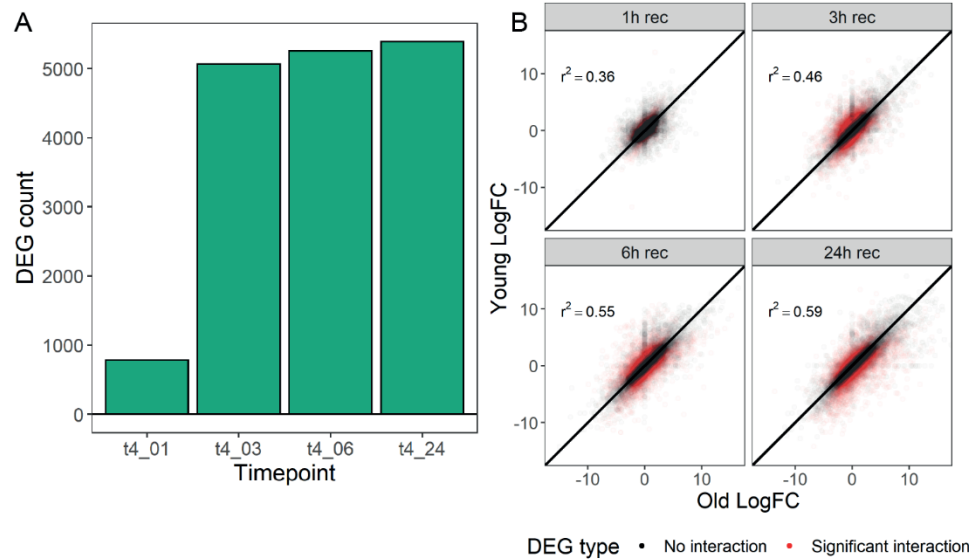 A
DEG count
5000
4000
3000
2000
1000
0
t4_01 t4_03 t4_06 t4_24
Timepoint
B
1h rec 3h rec
r² = 0.36 r² = 0.46
10
0
-10
6h rec 24h rec
r² = 0.55 r² = 0.59
10
0
-10
Young LogFC
-10 0 10 -10 0 10
Old LogFC
DEG type • No interaction • Significant interaction